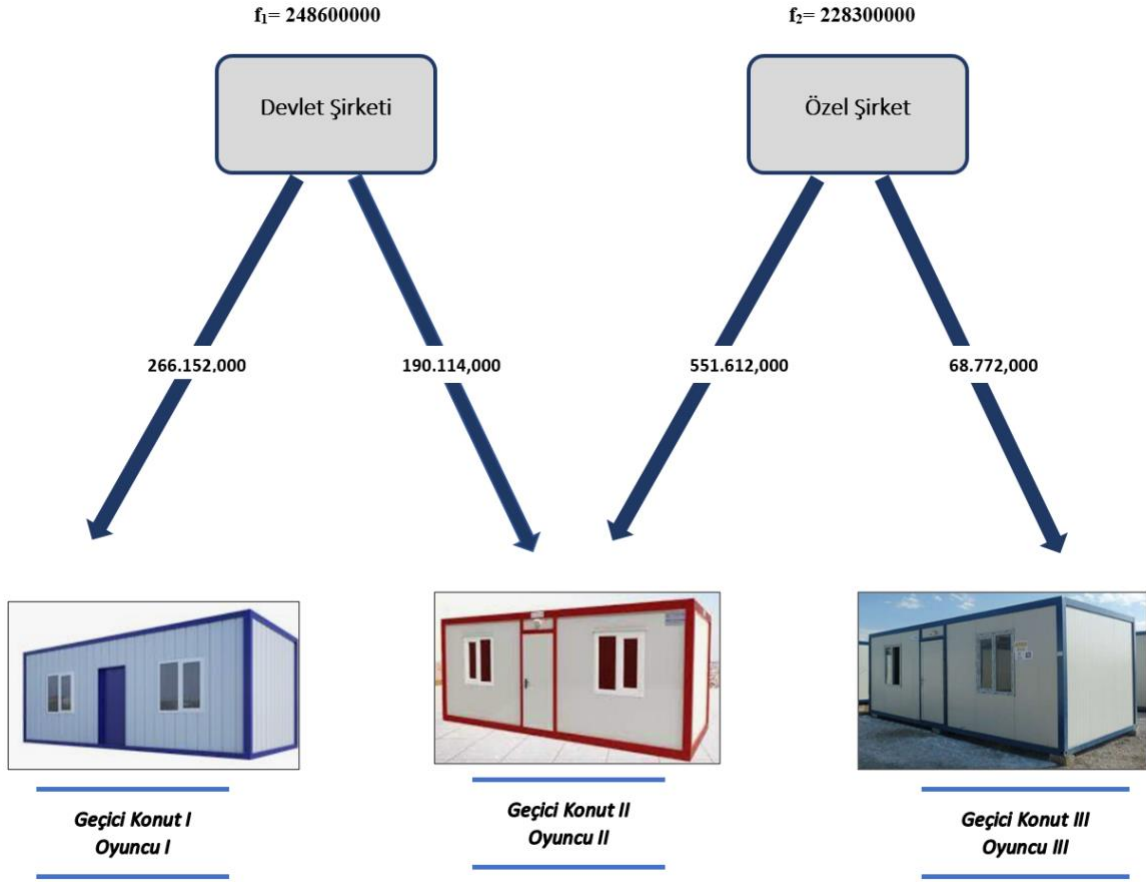 f₁= 248600000
f₂= 228300000
Devlet Şirketi
Özel Şirket
266.152,000
190.114,000
551.612,000
68.772,000
Geçici Konut I
Oyuncu I
Geçici Konut II
Oyuncu II
Geçici Konut III
Oyuncu III